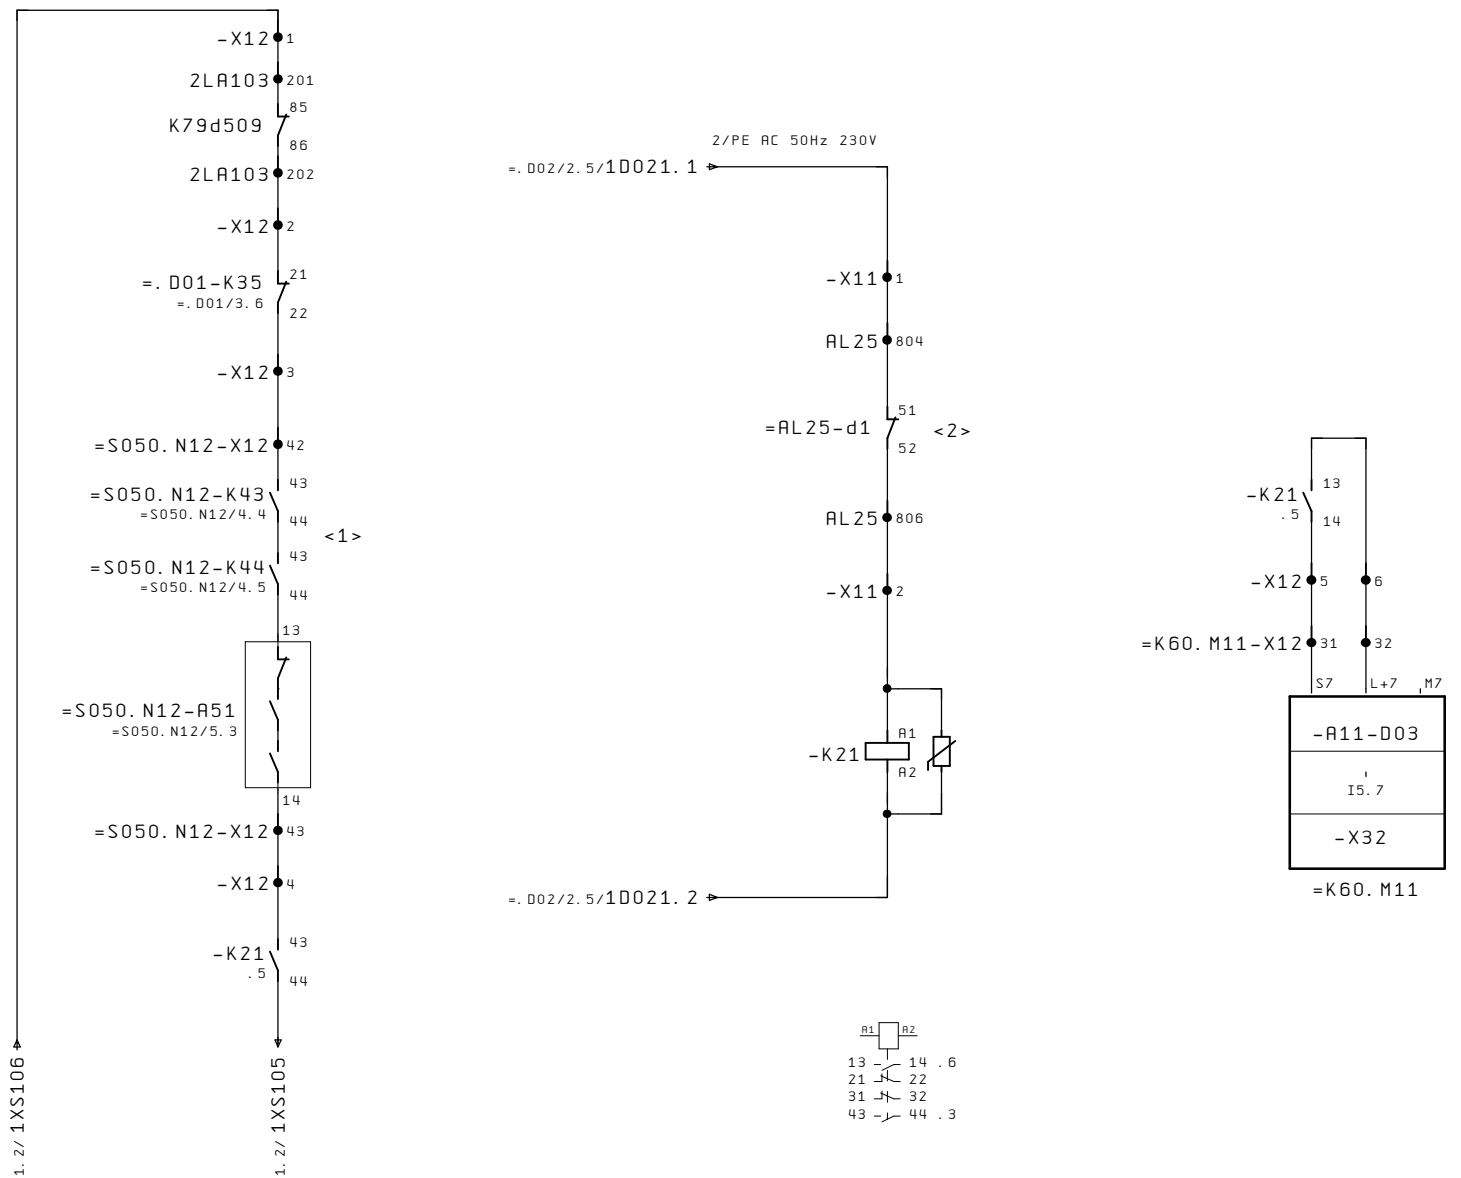 -X12 1
2LA103 201
85
K79d509
86
2LA103 202
-X12 2
21
=. D01-K35
=. D01/3. 6
22
-X12 3
=S050. N12-X12 42
43
=S050. N12-K43
=S050. N12/4. 4
44
<1>
43
=S050. N12-K44
=S050. N12/4. 5
44
13
=S050. N12-A51
=S050. N12/5. 3
14
=S050. N12-X12 43
-X12 4
43
-K21
. 5
44
1. 2/ 1XS106
1. 2/ 1XS105
2/PE AC 50Hz 230V
=. D02/2. 5/1D021. 1
-X11 1
AL25 804
51
=AL25-d1 <2>
52
AL25 806
-X11 2
A1
-K21
A2
=. D02/2. 5/1D021. 2
A1 A2
13 14 . 6
21 22
31 32
43 44 . 3
13
-K21
. 5
14
-X12 5 6
=K60. M11-X12 31 32
S7 L+7 M7
-A11-D03
I5. 7
-X32
=K60. M11